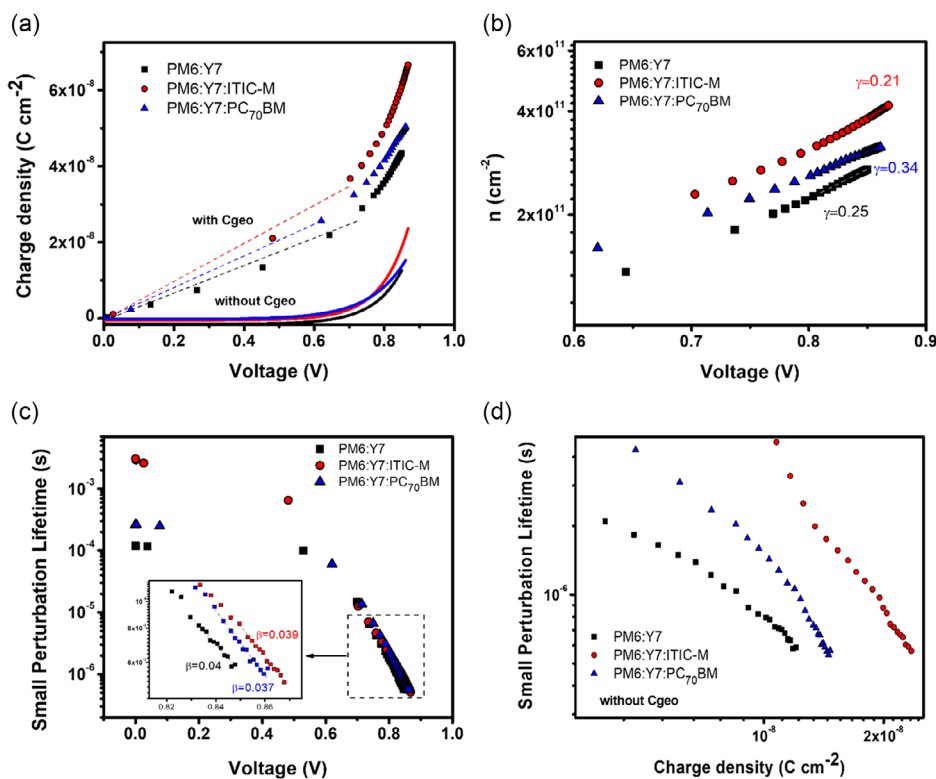 (a)
Charge density (C cm⁻²)
6x10⁻⁸
4x10⁻⁸
2x10⁻⁸
0
PM6:Y7
PM6:Y7:ITIC-M
PM6:Y7:PC₇₀BM
with Cgeo
without Cgeo
0.0 0.2 0.4 0.6 0.8 1.0
Voltage (V)
(b)
n (cm⁻²)
6x10¹¹
4x10¹¹
2x10¹¹
PM6:Y7
PM6:Y7:ITIC-M
PM6:Y7:PC₇₀BM
γ=0.21
γ=0.34
γ=0.25
0.6 0.7 0.8 0.9
Voltage (V)
(c)
Small Perturbation Lifetime (s)
10⁻³
10⁻⁴
10⁻⁵
10⁻⁶
PM6:Y7
PM6:Y7:ITIC-M
PM6:Y7:PC₇₀BM
β=0.039
β=0.04
β=0.037
0.82 0.84 0.86
0.0 0.2 0.4 0.6 0.8 1.0
Voltage (V)
(d)
Small Perturbation Lifetime (s)
10⁻⁶
PM6:Y7
PM6:Y7:ITIC-M
PM6:Y7:PC₇₀BM
without Cgeo
10⁻⁸ 2x10⁻⁸
Charge density (C cm⁻²)